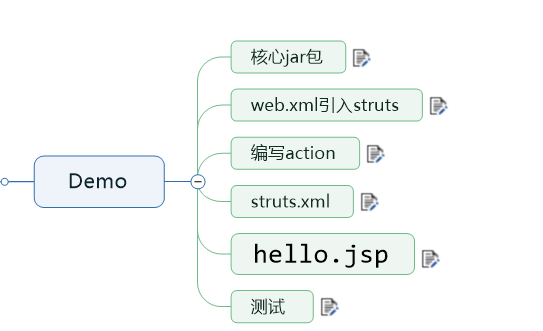 Demo
核心jar包
web.xml引入struts
编写action
struts.xml
hello.jsp
测试